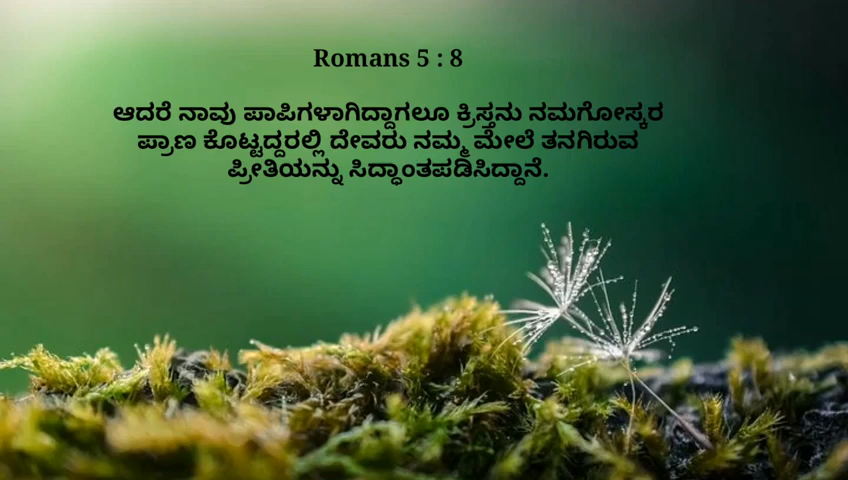 Romans 5 : 8
ಆದರೆ ನಾವು ಪಾಪಿಗಳಾಗಿದ್ದಾಗಲೂ ಕ್ರಿಸ್ತನು ನಮಗೋಸ್ಕರ
ಪ್ರಾಣ ಕೊಟ್ಟದ್ದರಲ್ಲಿ ದೇವರು ನಮ್ಮ ಮೇಲೆ ತನಗಿರುವ
ಪ್ರೀತಿಯನ್ನು ಸಿದ್ಧಾಂತಪಡಿಸಿದ್ದಾನೆ.